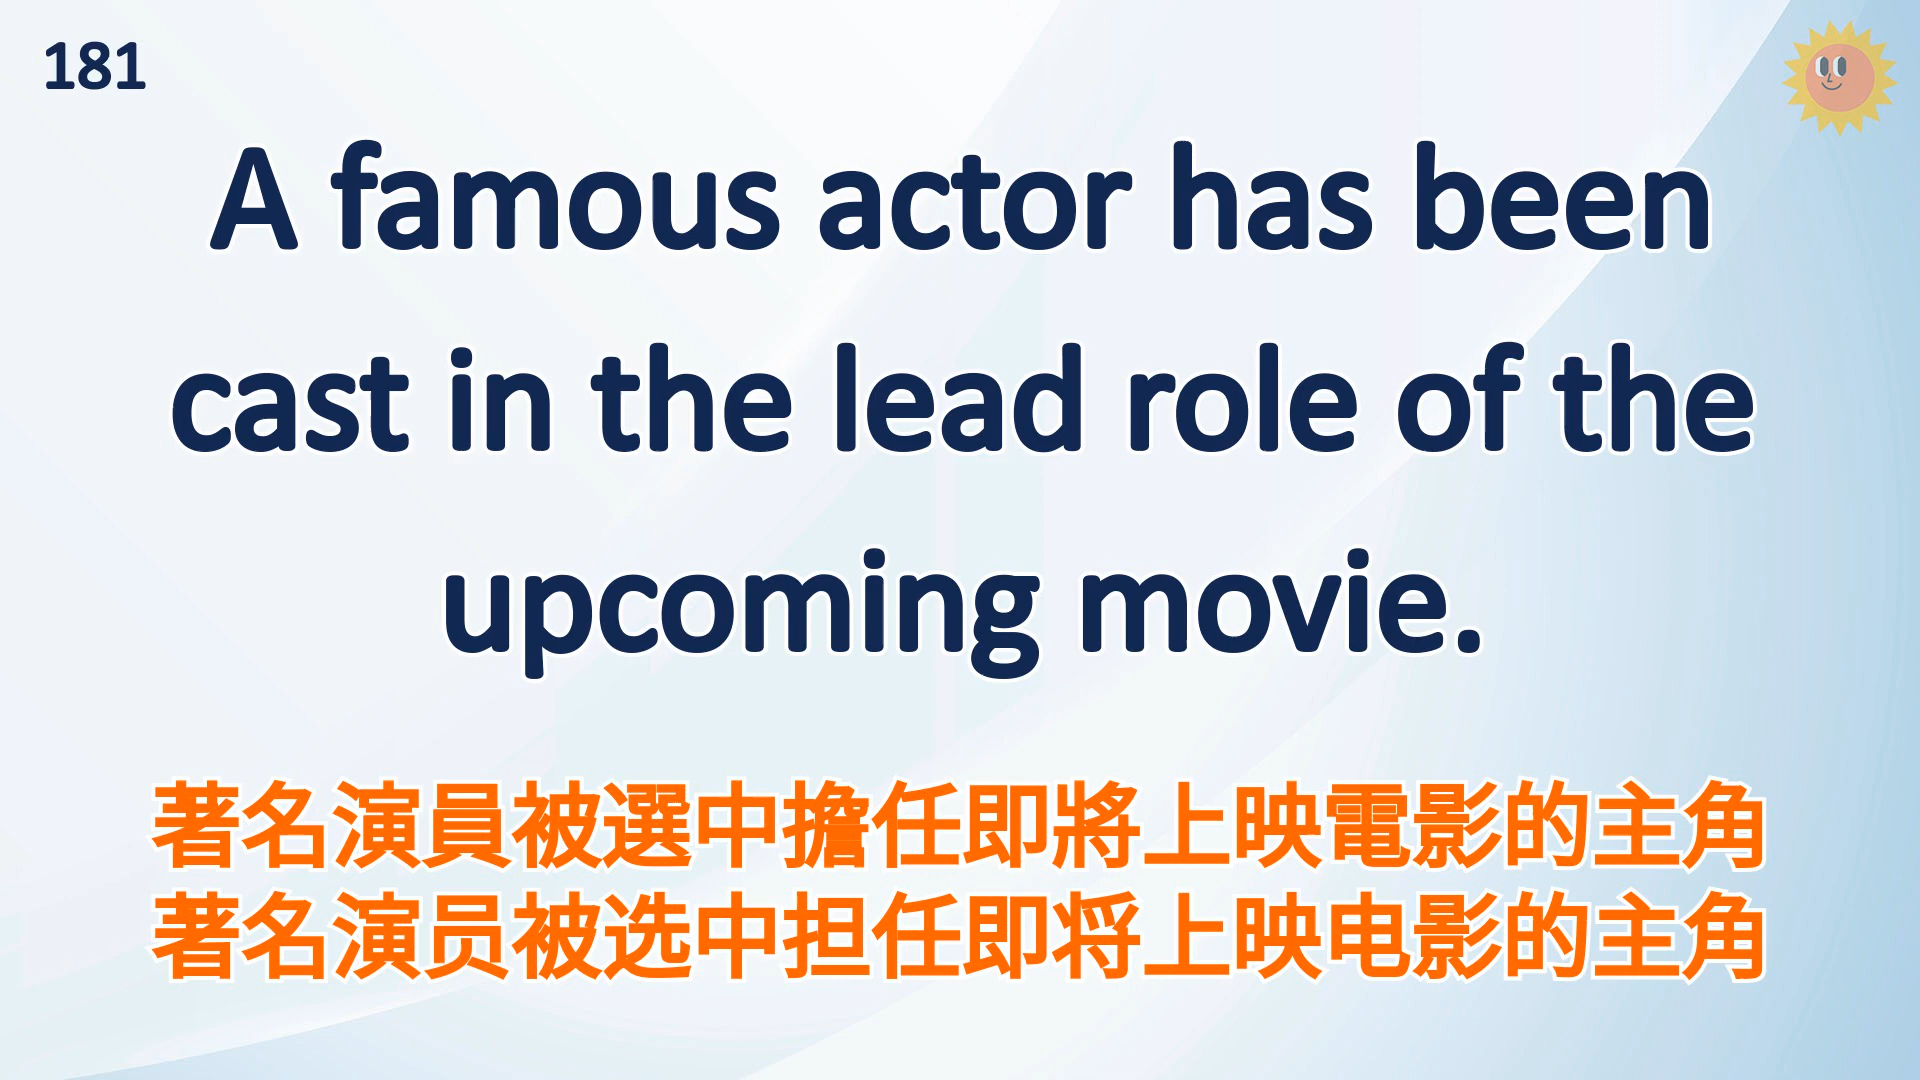 181
A famous actor has been
cast in the lead role of the
upcoming movie.
著名演員被選中擔任即將上映電影的主角
著名演员被选中担任即将上映电影的主角